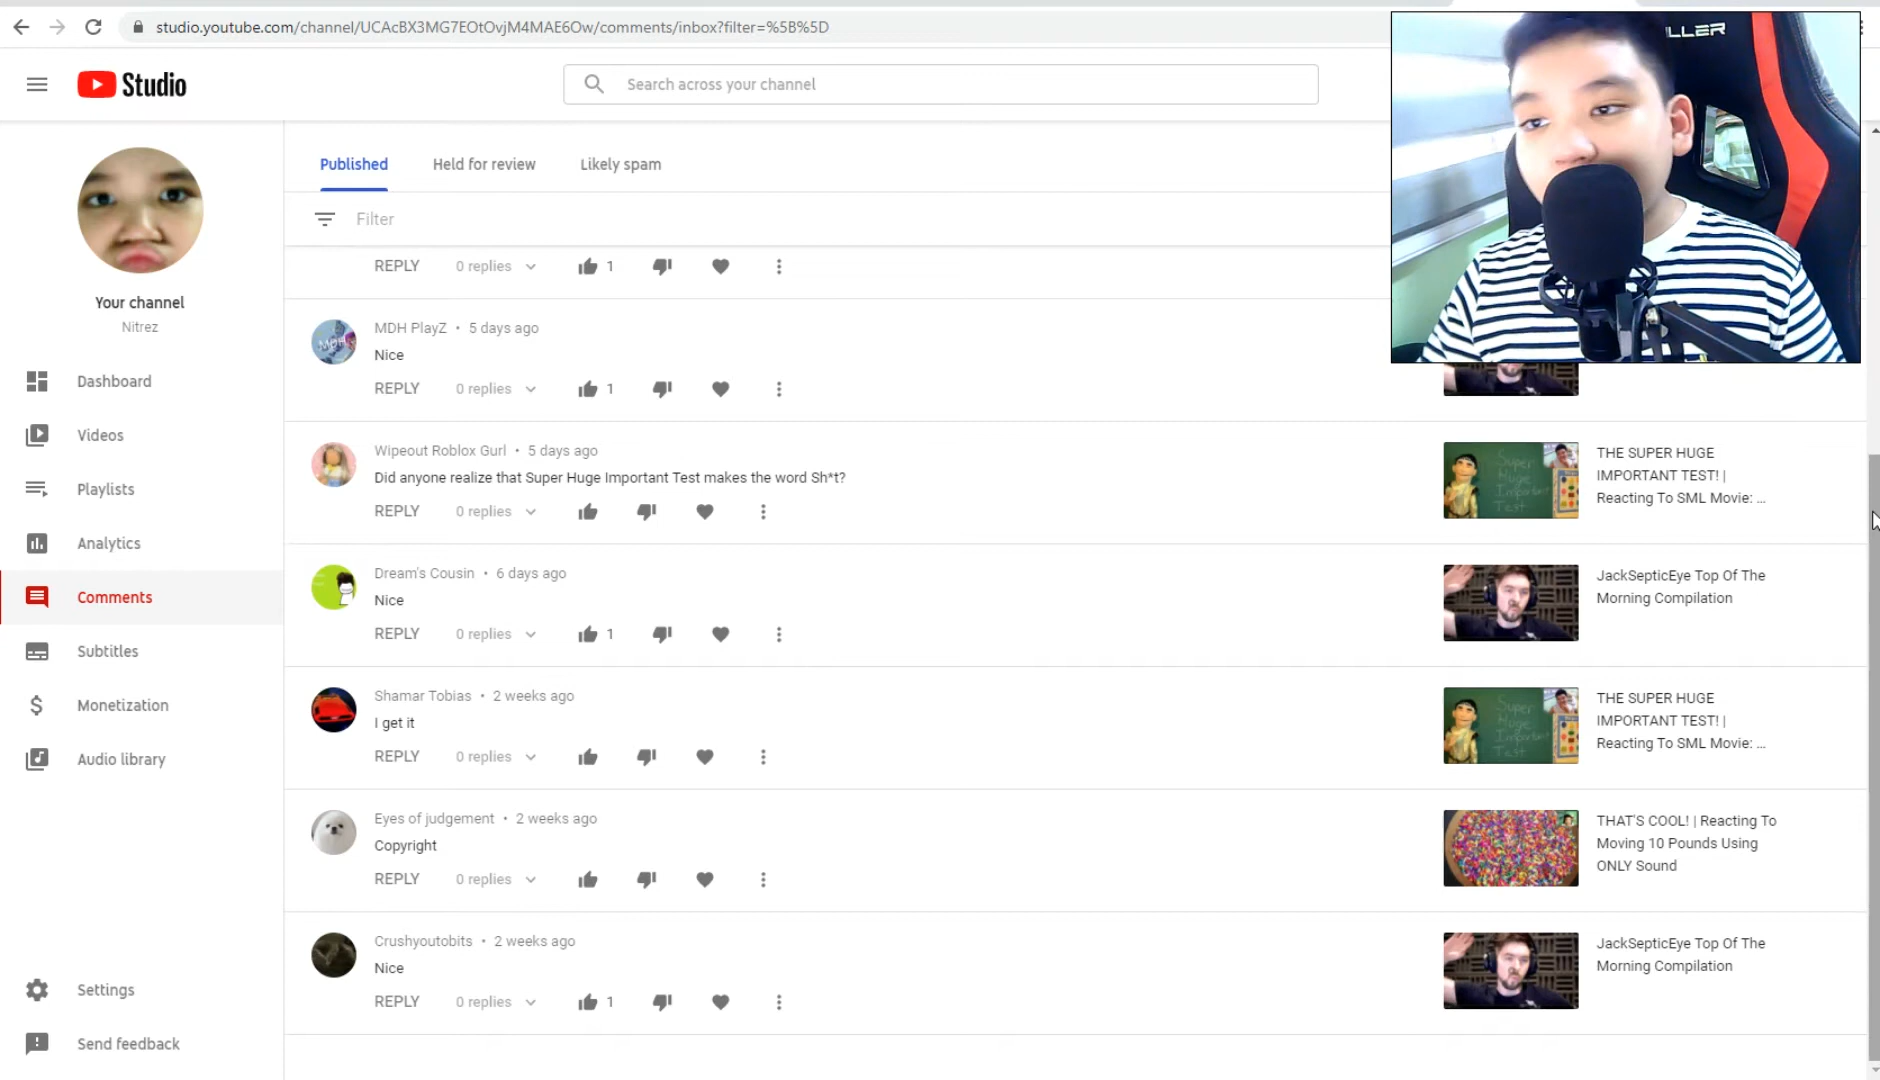 studio.youtube.com/channel/UCAcBX3MG7EOtOvjM4MAE6Ow/comments/inbox?filter=%5B%5D
Studio
Search across your channel
LLER
Your channel
Nitrez
Dashboard
Videos
Playlists
Analytics
Comments
Subtitles
Monetization
Audio library
Settings
Send feedback
Published Held for review Likely spam
Filter
REPLY 0 replies 1
MDH PlayZ • 5 days ago
Nice
REPLY 0 replies 1
Wipeout Roblox Gurl • 5 days ago
Did anyone realize that Super Huge Important Test makes the word Sh*t?
REPLY 0 replies
Super
Huge
Important
Test
THE SUPER HUGE
IMPORTANT TEST! |
Reacting To SML Movie: ...
Dream's Cousin • 6 days ago
Nice
REPLY 0 replies 1
JackSepticEye Top Of The
Morning Compilation
Shamar Tobias • 2 weeks ago
I get it
REPLY 0 replies
Super
Huge
Important
Test
THE SUPER HUGE
IMPORTANT TEST! |
Reacting To SML Movie: ...
Eyes of judgement • 2 weeks ago
Copyright
REPLY 0 replies
THAT'S COOL! | Reacting To
Moving 10 Pounds Using
ONLY Sound
Crushyoutobits • 2 weeks ago
Nice
REPLY 0 replies 1
JackSepticEye Top Of The
Morning Compilation